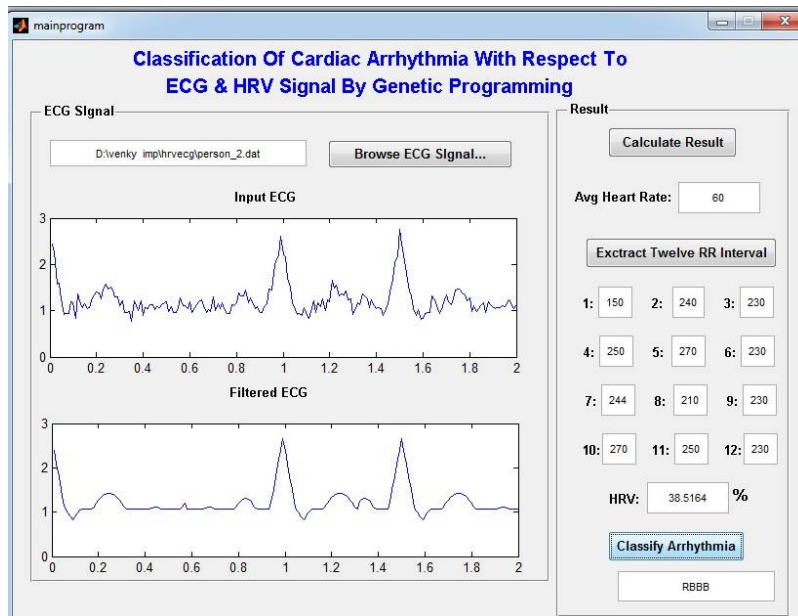 mainprogram
Classification Of Cardiac Arrhythmia With Respect To
ECG & HRV Signal By Genetic Programming
ECG SIgnal
D:\venky imp\hrvecg\person_2.dat
Browse ECG SIgnal...
Input ECG
3
2
1
0
0 0.2 0.4 0.6 0.8 1 1.2 1.4 1.6 1.8 2
Filtered ECG
3
2
1
0
0 0.2 0.4 0.6 0.8 1 1.2 1.4 1.6 1.8 2
Result
Calculate Result
Avg Heart Rate: 60
Exctract Twelve RR Interval
1: 150 2: 240 3: 230
4: 250 5: 270 6: 230
7: 244 8: 210 9: 230
10: 270 11: 250 12: 230
HRV: 38.5164 %
Classify Arrhythmia
RBBB